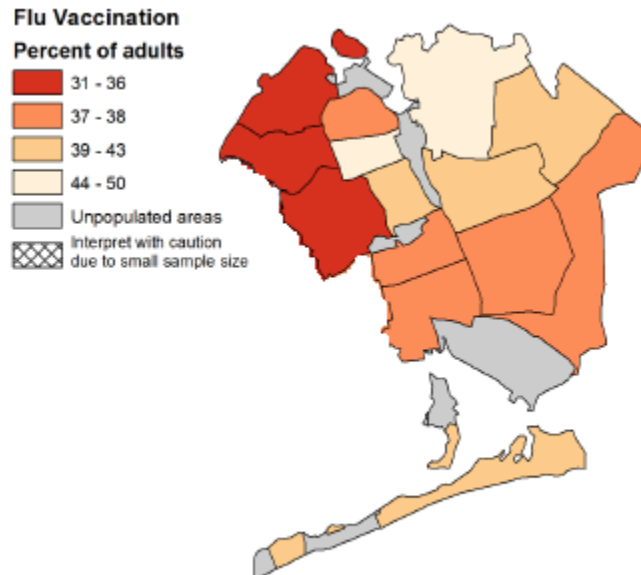 Flu Vaccination
Percent of adults
31 - 36
37 - 38
39 - 43
44 - 50
Unpopulated areas
Interpret with caution
due to small sample size